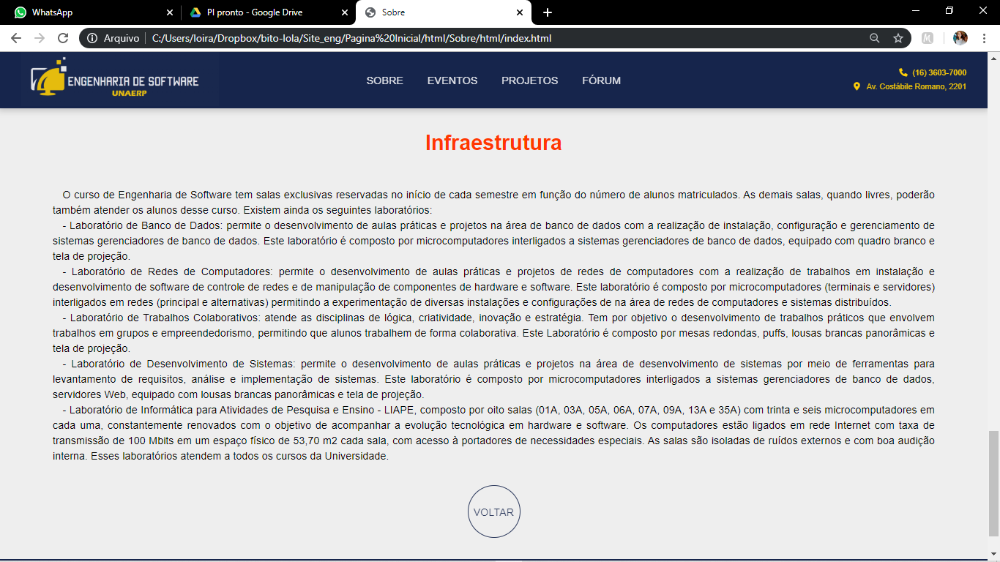 WhatsApp
PI pronto - Google Drive
Sobre
Arquivo
C:/Users/loira/Dropbox/bito-lola/Site_eng/Pagina%20Inicial/html/Sobre/html/index.html
ENGENHARIA DE SOFTWARE
UNAERP
SOBRE
EVENTOS
PROJETOS
FÓRUM
(16) 3603-7000
Av. Costábile Romano, 2201
Infraestrutura
O curso de Engenharia de Software tem salas exclusivas reservadas no início de cada semestre em função do número de alunos matriculados. As demais salas, quando livres, poderão
também atender os alunos desse curso. Existem ainda os seguintes laboratórios:
- Laboratório de Banco de Dados: permite o desenvolvimento de aulas práticas e projetos na área de banco de dados com a realização de instalação, configuração e gerenciamento de
sistemas gerenciadores de banco de dados. Este laboratório é composto por microcomputadores interligados a sistemas gerenciadores de banco de dados, equipado com quadro branco e
tela de projeção.
- Laboratório de Redes de Computadores: permite o desenvolvimento de aulas práticas e projetos de redes de computadores com a realização de trabalhos em instalação e
desenvolvimento de software de controle de redes e de manipulação de componentes de hardware e software. Este laboratório é composto por microcomputadores (terminais e servidores)
interligados em redes (principal e alternativas) permitindo a experimentação de diversas instalações e configurações de na área de redes de computadores e sistemas distribuídos.
- Laboratório de Trabalhos Colaborativos: atende as disciplinas de lógica, criatividade, inovação e estratégia. Tem por objetivo o desenvolvimento de trabalhos práticos que envolvem
trabalhos em grupos e empreendedorismo, permitindo que alunos trabalhem de forma colaborativa. Este Laboratório é composto por mesas redondas, puffs, lousas brancas panorâmicas e
tela de projeção.
- Laboratório de Desenvolvimento de Sistemas: permite o desenvolvimento de aulas práticas e projetos na área de desenvolvimento de sistemas por meio de ferramentas para
levantamento de requisitos, análise e implementação de sistemas. Este laboratório é composto por microcomputadores interligados a sistemas gerenciadores de banco de dados,
servidores Web, equipado com lousas brancas panorâmicas e tela de projeção.
- Laboratório de Informática para Atividades de Pesquisa e Ensino - LIAPE, composto por oito salas (01A, 03A, 05A, 06A, 07A, 09A, 13A e 35A) com trinta e seis microcomputadores em
cada uma, constantemente renovados com o objetivo de acompanhar a evolução tecnológica em hardware e software. Os computadores estão ligados em rede Internet com taxa de
transmissão de 100 Mbits em um espaço físico de 53,70 m2 cada sala, com acesso à portadores de necessidades especiais. As salas são isoladas de ruídos externos e com boa audição
interna. Esses laboratórios atendem a todos os cursos da Universidade.
VOLTAR